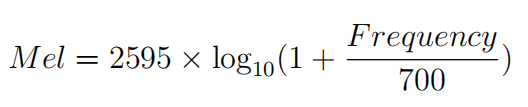 Mel = 2595 × log₁₀(1 + Frequency/700)